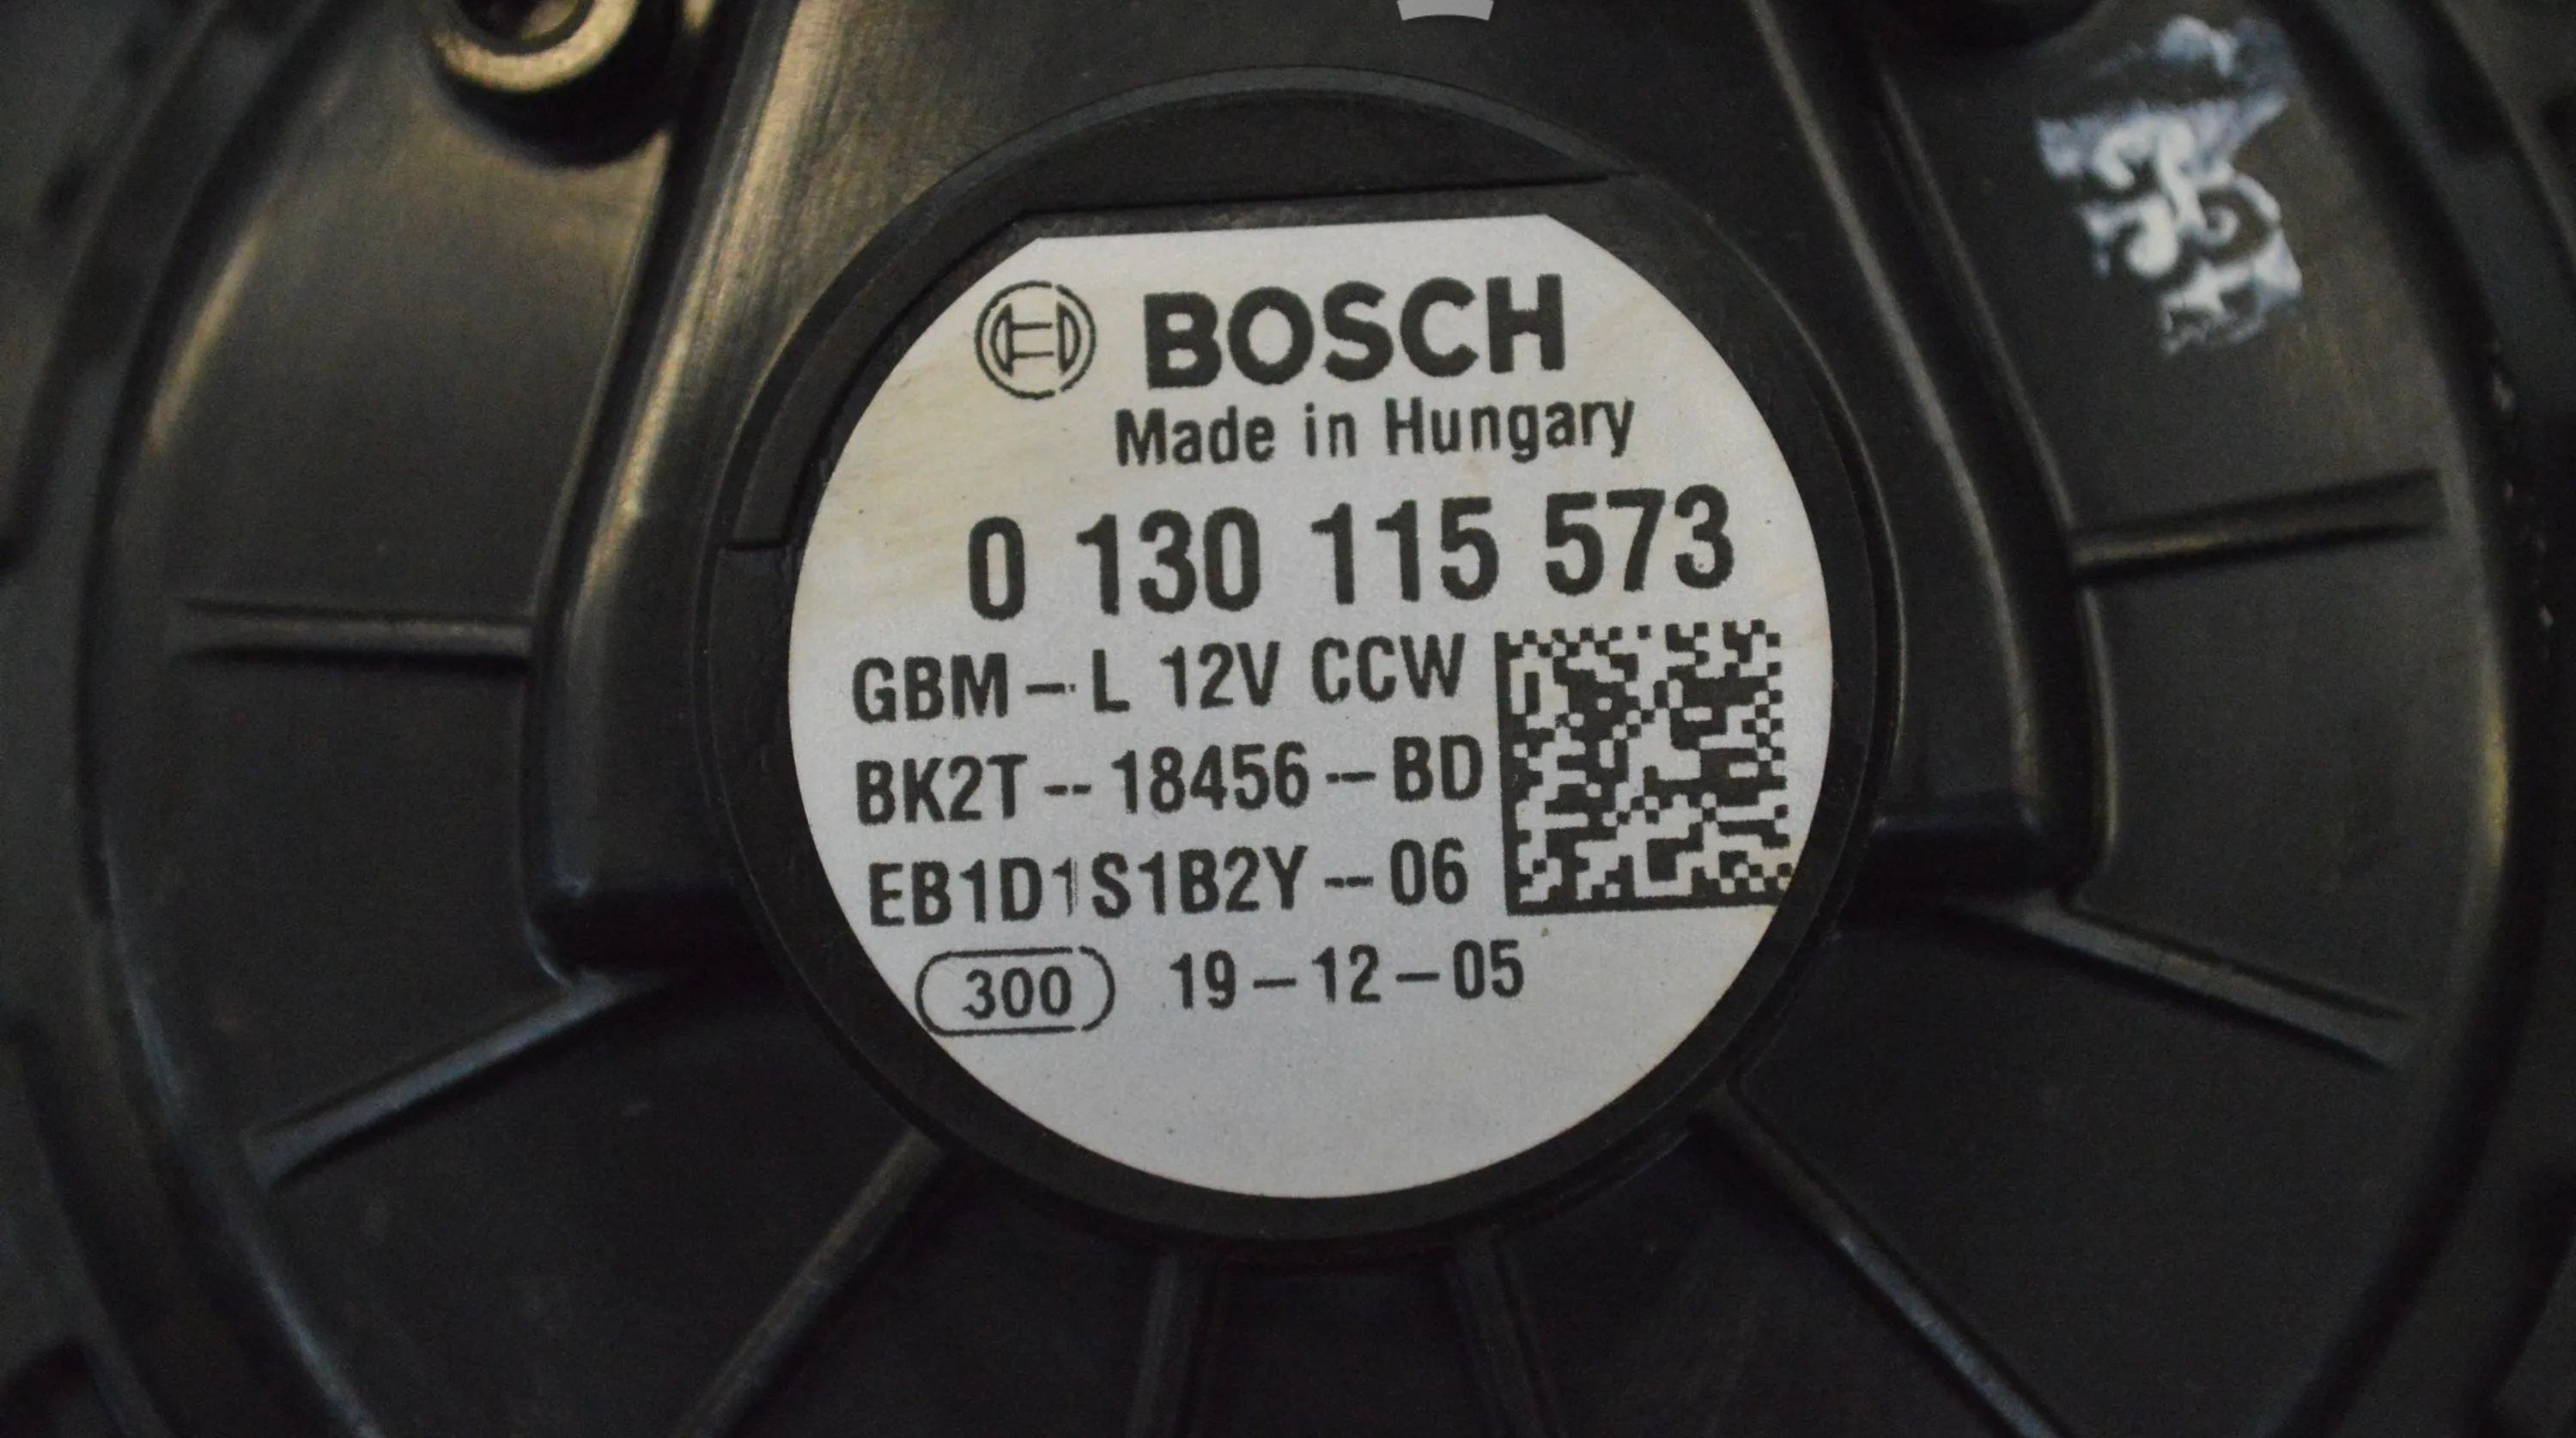 BOSCH
Made in Hungary
0 130 115 573
GBM-L 12V CCW
BK2T--18456--BD
EB1D1S1B2Y--06
300 19-12-05